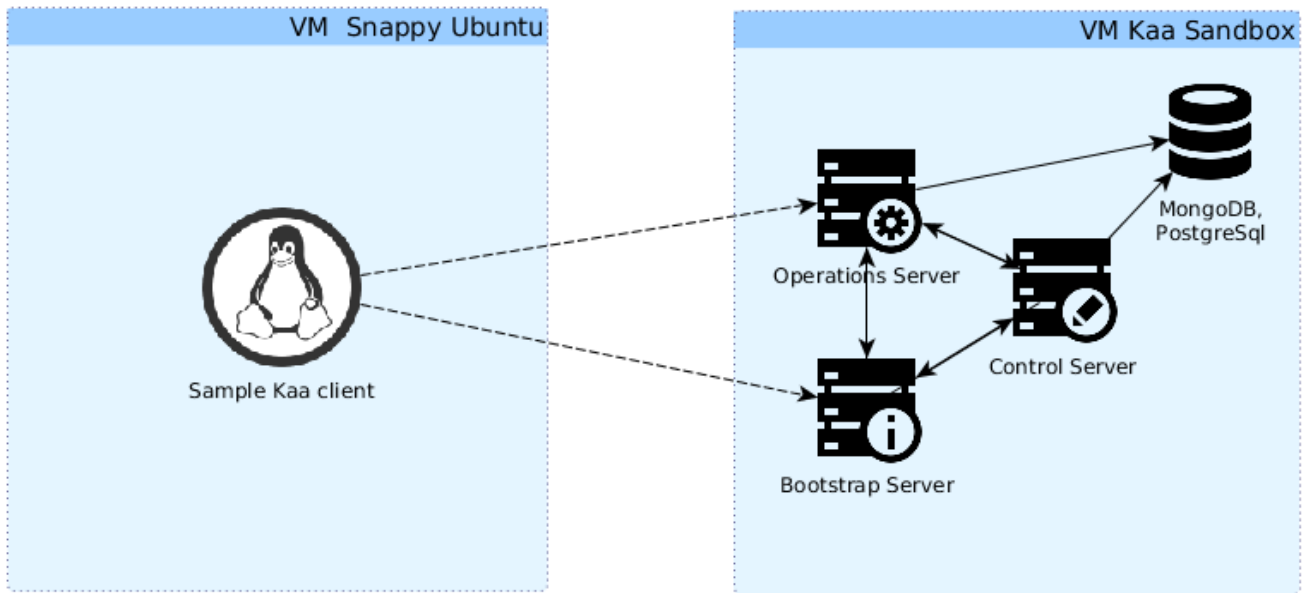 VM Snappy Ubuntu
VM Kaa Sandbox
MongoDB,
PostgreSql
Operations Server
Control Server
Sample Kaa client
Bootstrap Server